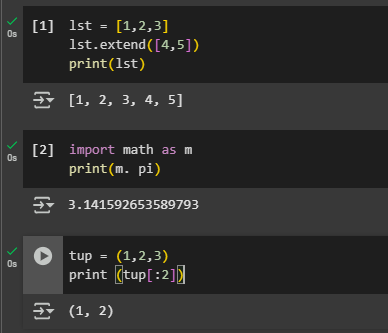 [1] lst = [1,2,3]
lst.extend([4,5])
print(lst)
0s
[1, 2, 3, 4, 5]
[2] import math as m
print(m. pi)
0s
3.141592653589793
tup = (1,2,3)
print (tup[:2])
0s
(1, 2)